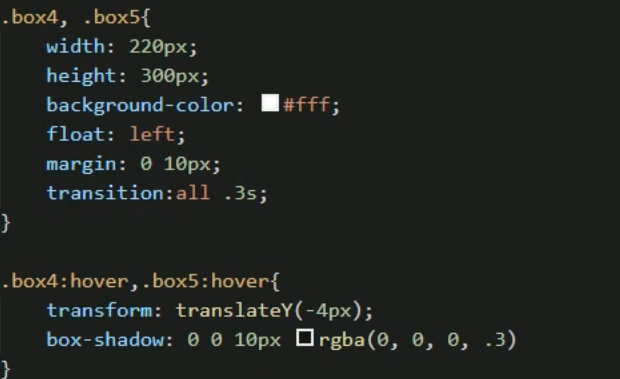 .box4, .box5{
    width: 220px;
    height: 300px;
    background-color: #fff;
    float: left;
    margin: 0 10px;
    transition:all .3s;
}

.box4:hover,.box5:hover{
    transform: translateY(-4px);
    box-shadow: 0 0 10px rgba(0, 0, 0, .3)
}